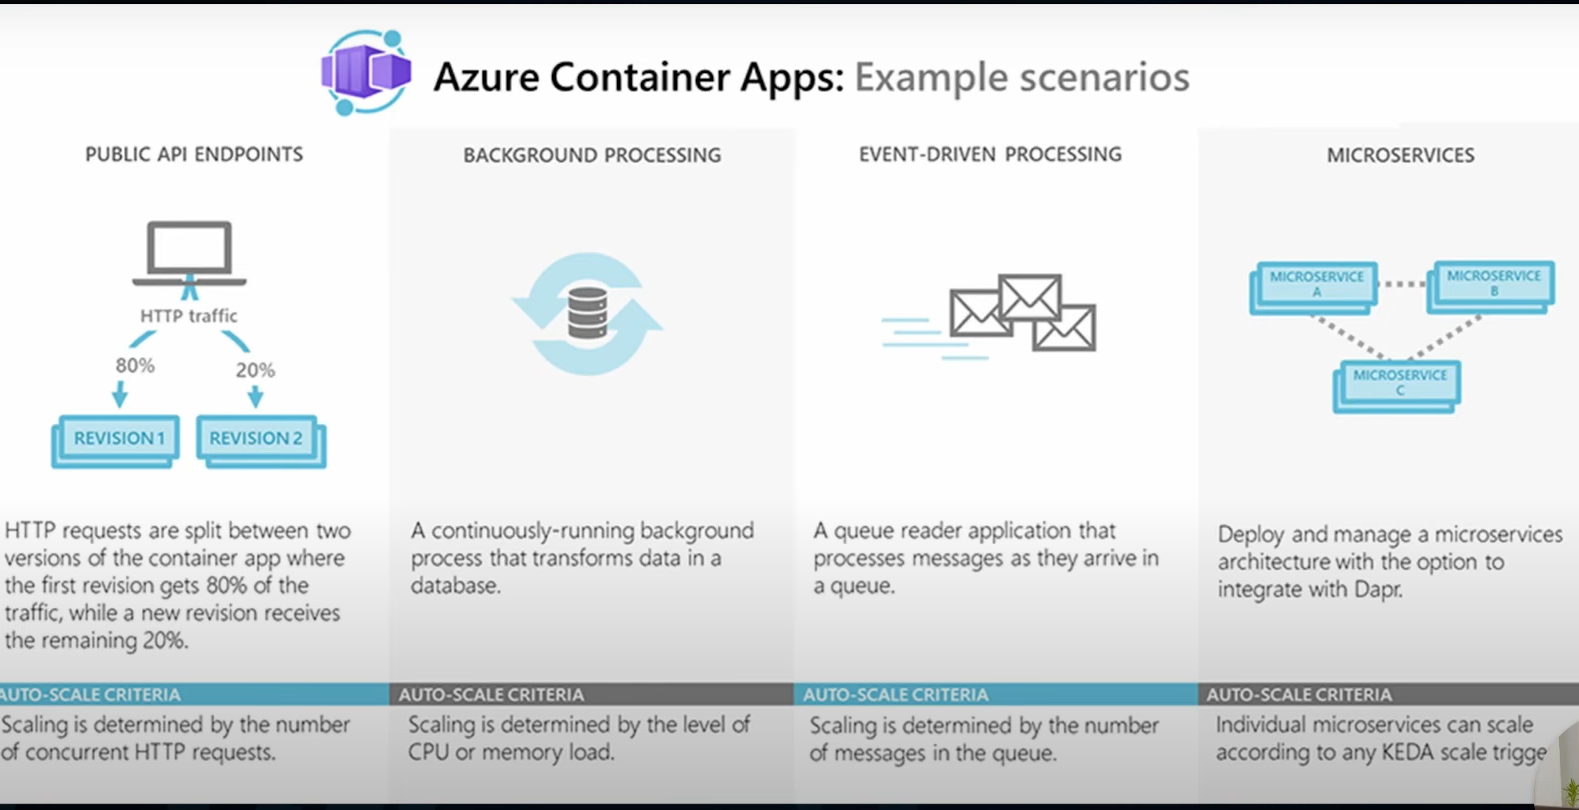 Azure Container Apps: Example scenarios
PUBLIC API ENDPOINTS
HTTP traffic
80%
20%
REVISION 1
REVISION 2
HTTP requests are split between two
versions of the container app where
the first revision gets 80% of the
traffic, while a new revision receives
the remaining 20%.
AUTO-SCALE CRITERIA
Scaling is determined by the number
of concurrent HTTP requests.
BACKGROUND PROCESSING
A continuously-running background
process that transforms data in a
database.
AUTO-SCALE CRITERIA
Scaling is determined by the level of
CPU or memory load.
EVENT-DRIVEN PROCESSING
A queue reader application that
processes messages as they arrive in
a queue.
AUTO-SCALE CRITERIA
Scaling is determined by the number
of messages in the queue.
MICROSERVICES
MICROSERVICE
A
MICROSERVICE
B
MICROSERVICE
C
Deploy and manage a microservices
architecture with the option to
integrate with Dapr.
AUTO-SCALE CRITERIA
Individual microservices can scale
according to any KEDA scale trigge